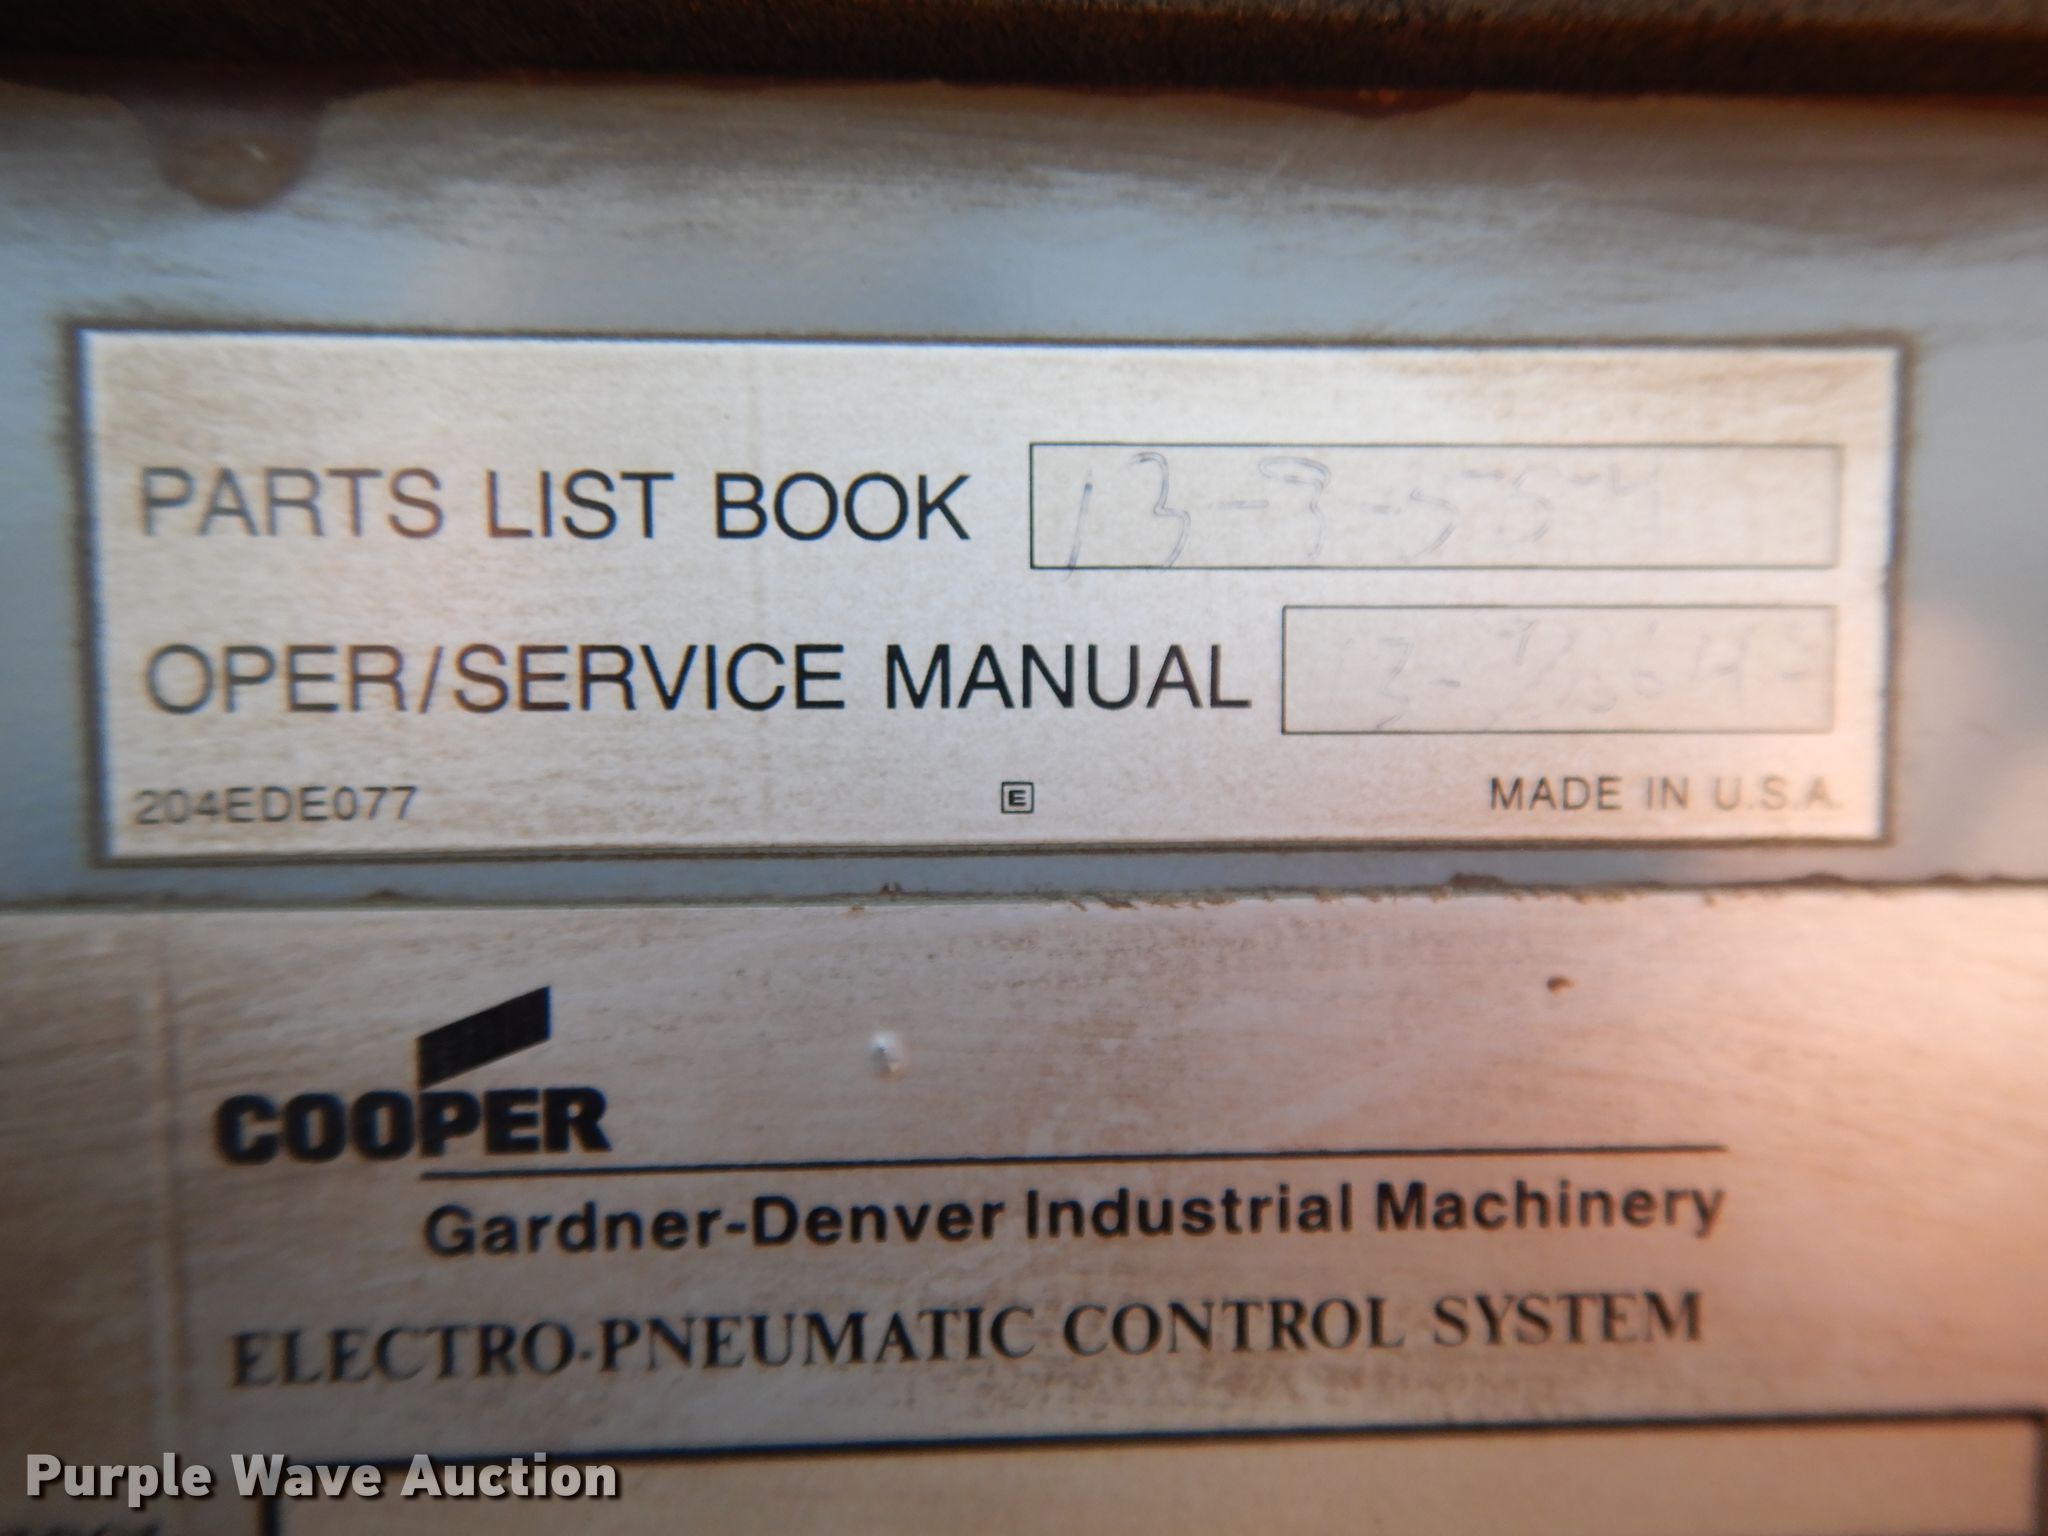 PARTS LIST BOOK
OPER/SERVICE MANUAL
204EDE077 E MADE IN U.S.A.
COOPER
Gardner-Denver Industrial Machinery
ELECTRO-PNEUMATIC CONTROL SYSTEM
Purple Wave Auction